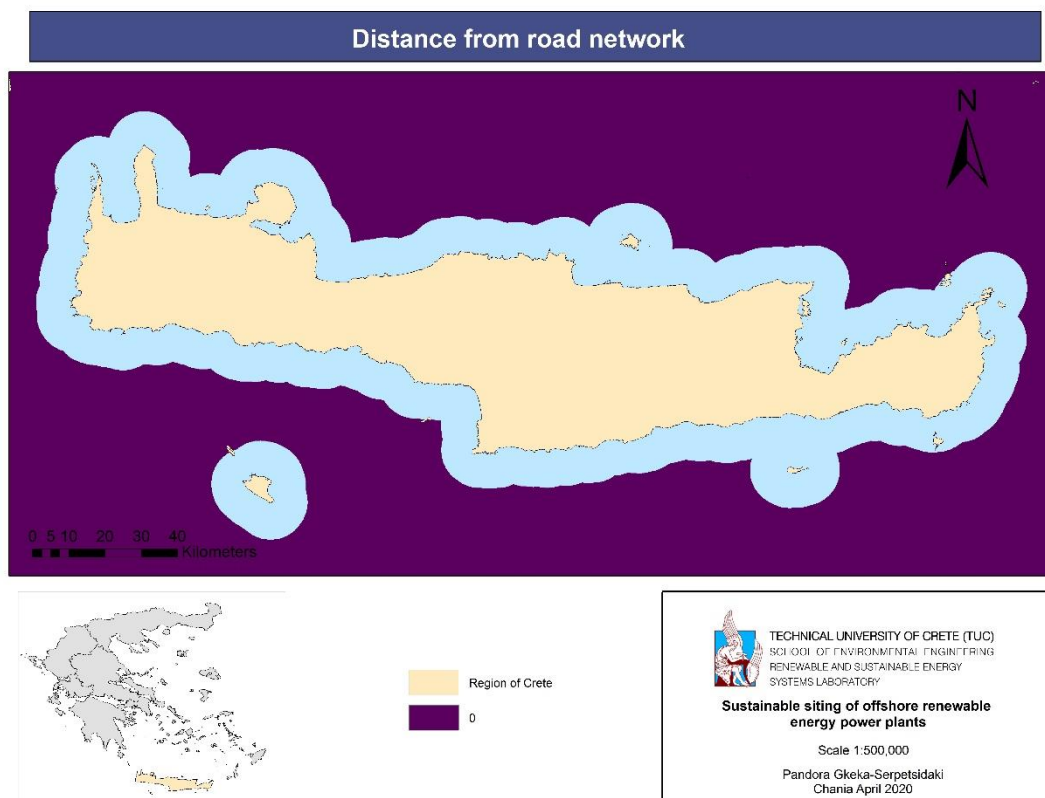 Distance from road network
N
0 5 10 20 30 40
Kilometers
Region of Crete
0
TECHNICAL UNIVERSITY OF CRETE (TUC)
SCHOOL OF ENVIRONMENTAL ENGINEERING
RENEWABLE AND SUSTAINABLE ENERGY
SYSTEMS LABORATORY
Sustainable siting of offshore renewable
energy power plants
Scale 1:500,000
Pandora Gkeka-Serpetsidaki
Chania April 2020